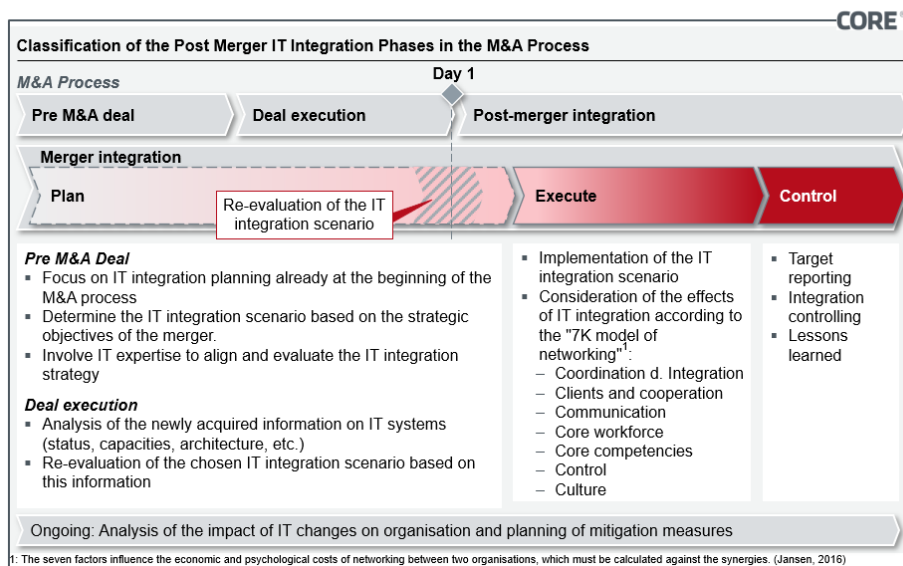 CORE
Classification of the Post Merger IT Integration Phases in the M&A Process
M&A Process
Day 1
Pre M&A deal
Deal execution
Post-merger integration
Merger integration
Plan
Re-evaluation of the IT
integration scenario
Execute
Control
Pre M&A Deal
▪ Focus on IT integration planning already at the beginning of the
M&A process
▪ Determine the IT integration scenario based on the strategic
objectives of the merger.
▪ Involve IT expertise to align and evaluate the IT integration
strategy
Deal execution
▪ Analysis of the newly acquired information on IT systems
(status, capacities, architecture, etc.)
▪ Re-evaluation of the chosen IT integration scenario based on
this information
▪ Implementation of the IT
integration scenario
▪ Consideration of the effects
of IT integration according to
the "7K model of
networking"¹:
– Coordination d. Integration
– Clients and cooperation
– Communication
– Core workforce
– Core competencies
– Control
– Culture
▪ Target
reporting
▪ Integration
controlling
▪ Lessons
learned
Ongoing: Analysis of the impact of IT changes on organisation and planning of mitigation measures
1: The seven factors influence the economic and psychological costs of networking between two organisations, which must be calculated against the synergies. (Jansen, 2016)